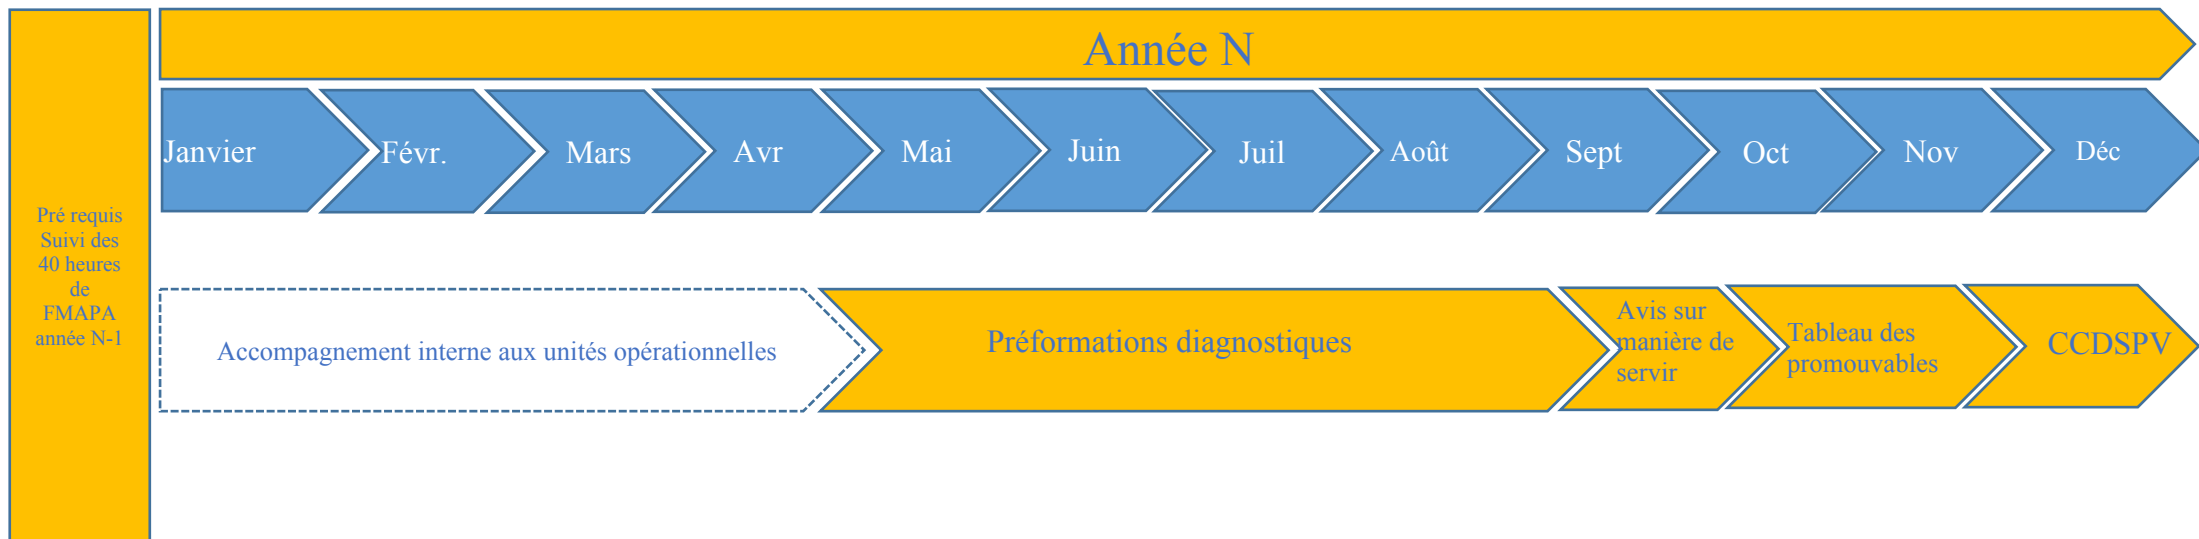 Année N
Janvier
Févr.
Mars
Avr
Mai
Juin
Juil
Août
Sept
Oct
Nov
Déc
Pré requis
Suivi des
40 heures
de
FMAPA
année N-1
Accompagnement interne aux unités opérationnelles
Préformations diagnostiques
Avis sur
manière de
servir
Tableau des
promouvables
CCDSPV